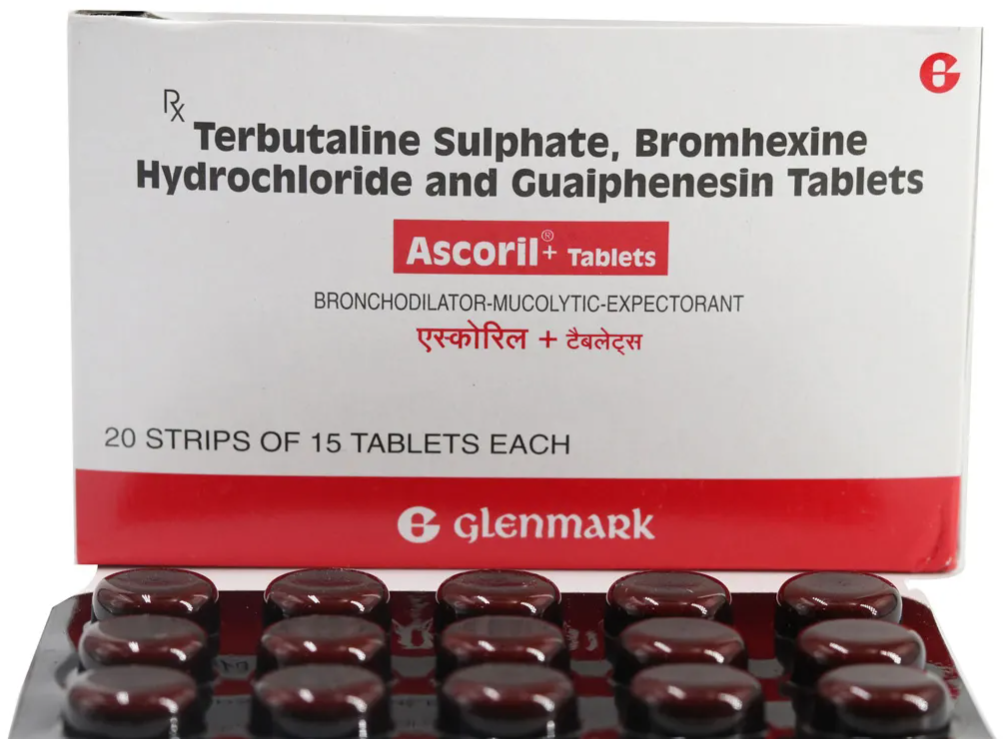 Rx
Terbutaline Sulphate, Bromhexine
Hydrochloride and Guaiphenesin Tablets
Ascoril®+ Tablets
BRONCHODILATOR-MUCOLYTIC-EXPECTORANT
एस्कोरिल + टैबलेट्स
20 STRIPS OF 15 TABLETS EACH
glenmark